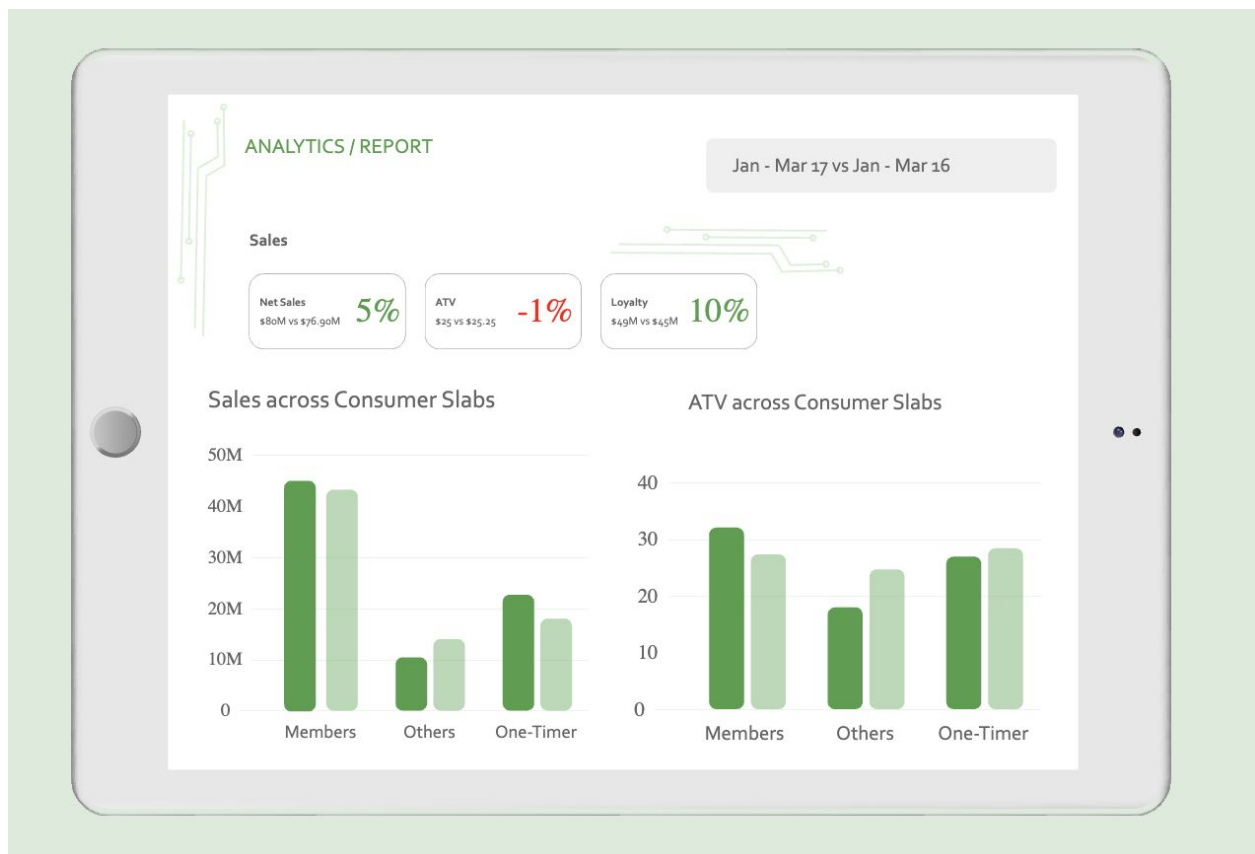 ANALYTICS / REPORT
Jan - Mar 17 vs Jan - Mar 16
Sales
Net Sales
$80M vs $76.90M
5%
ATV
$25 vs $25.25
-1%
Loyalty
$49M vs $45M
10%
Sales across Consumer Slabs
50M
40M
30M
20M
10M
0
Members
Others
One-Timer
ATV across Consumer Slabs
40
30
20
10
0
Members
Others
One-Timer